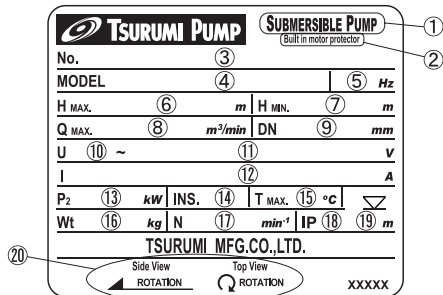 TSURUMI PUMP SUBMERSIBLE PUMP ①
Built in motor protector ②
No. ③
MODEL ④ ⑤ Hz
H MAX. ⑥ m H MIN. ⑦ m
Q MAX. ⑧ m³/min DN ⑨ mm
U ⑩ ~ ⑪ V
I ⑫ A
P₂ ⑬ kW INS. ⑭ T MAX. ⑮ °C
Wt ⑯ kg N ⑰ min⁻¹ IP ⑱ ⑲ m
TSURUMI MFG.CO.,LTD.
⑳ Side View Top View
ROTATION ROTATION XXXXX